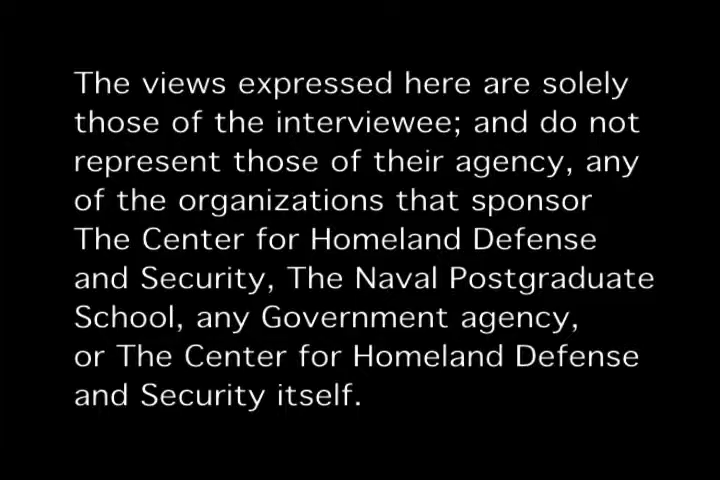 The views expressed here are solely
those of the interviewee; and do not
represent those of their agency, any
of the organizations that sponsor
The Center for Homeland Defense
and Security, The Naval Postgraduate
School, any Government agency,
or The Center for Homeland Defense
and Security itself.